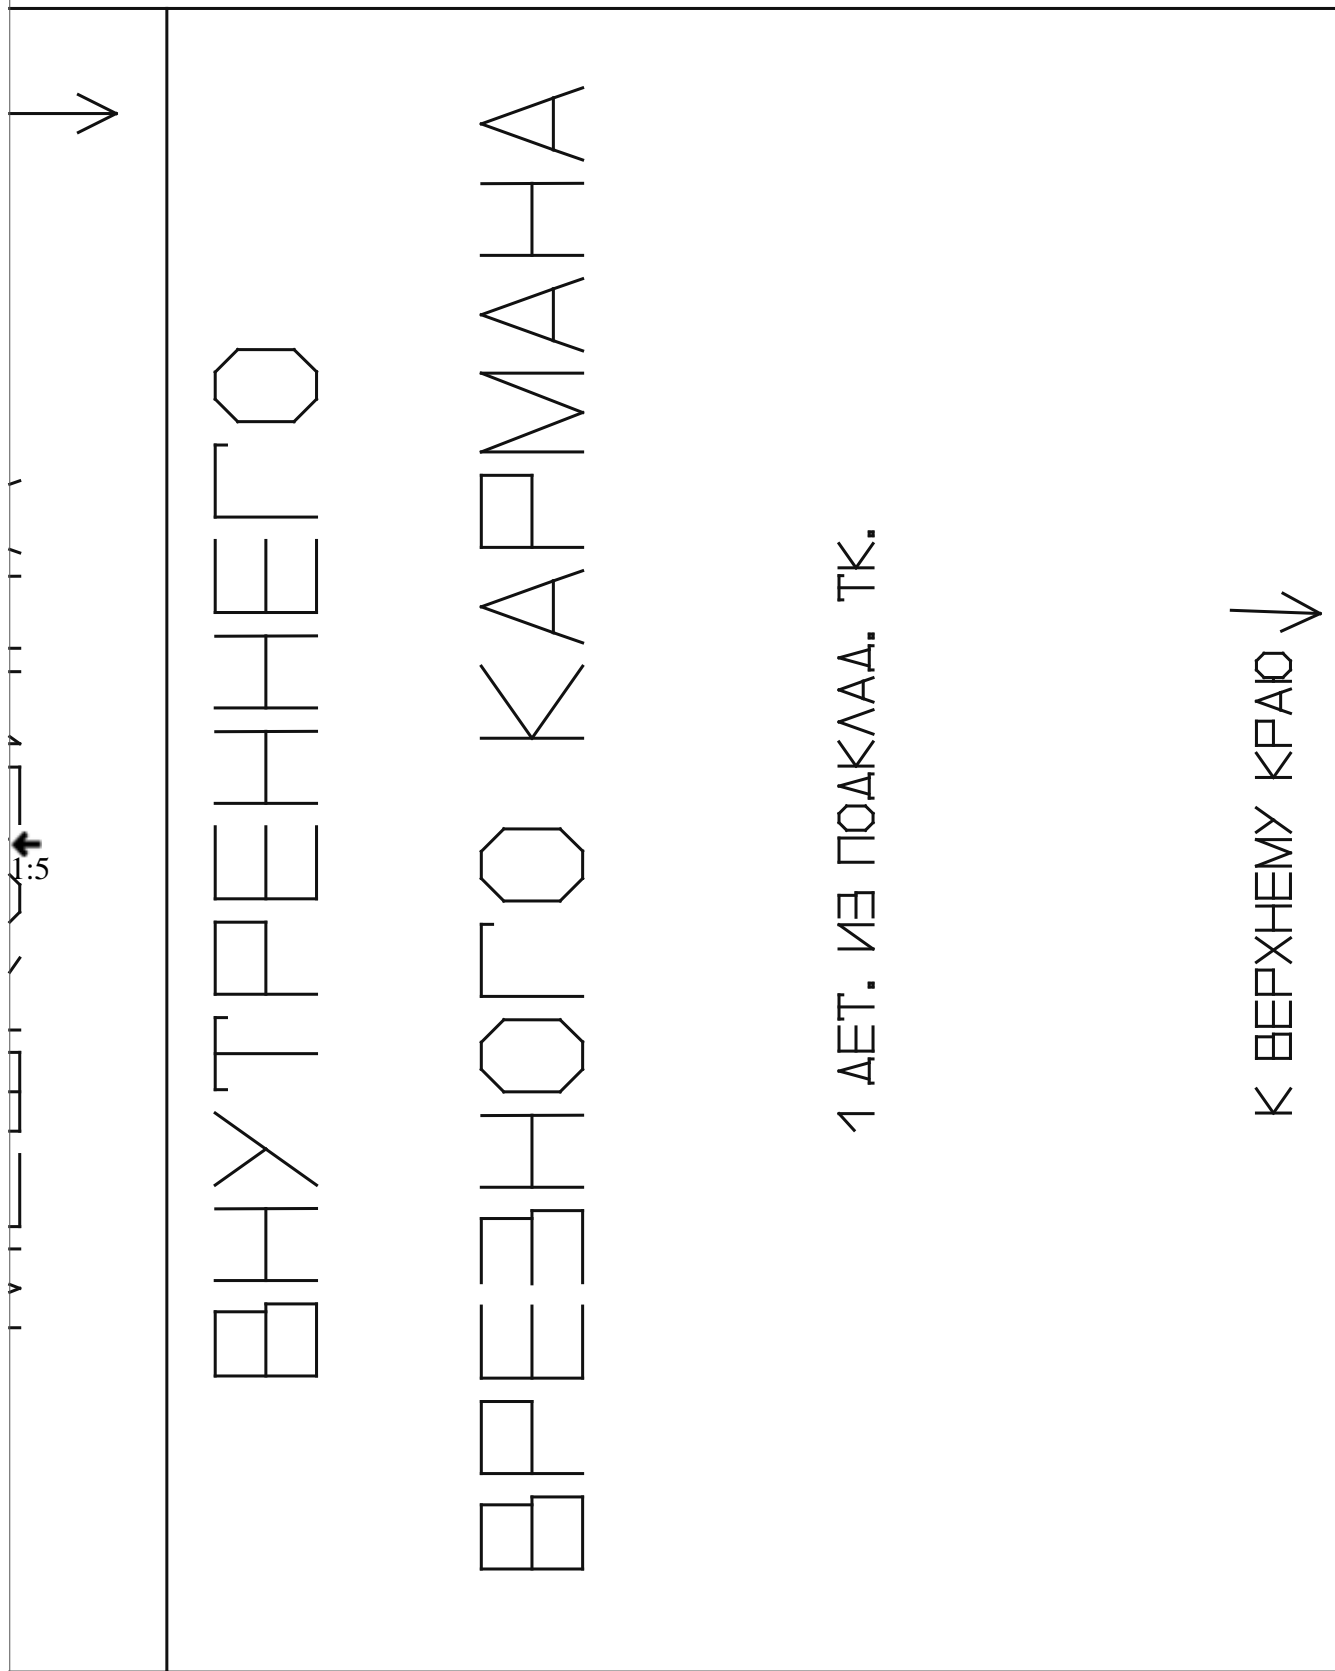 1:5
ВНУТРЕННЕГО
ВРЕЗНОГО КАРМАНА
1 ДЕТ. ИЗ ПОДКЛАД. ТК.
К ВЕРХНЕМУ КРАЮ